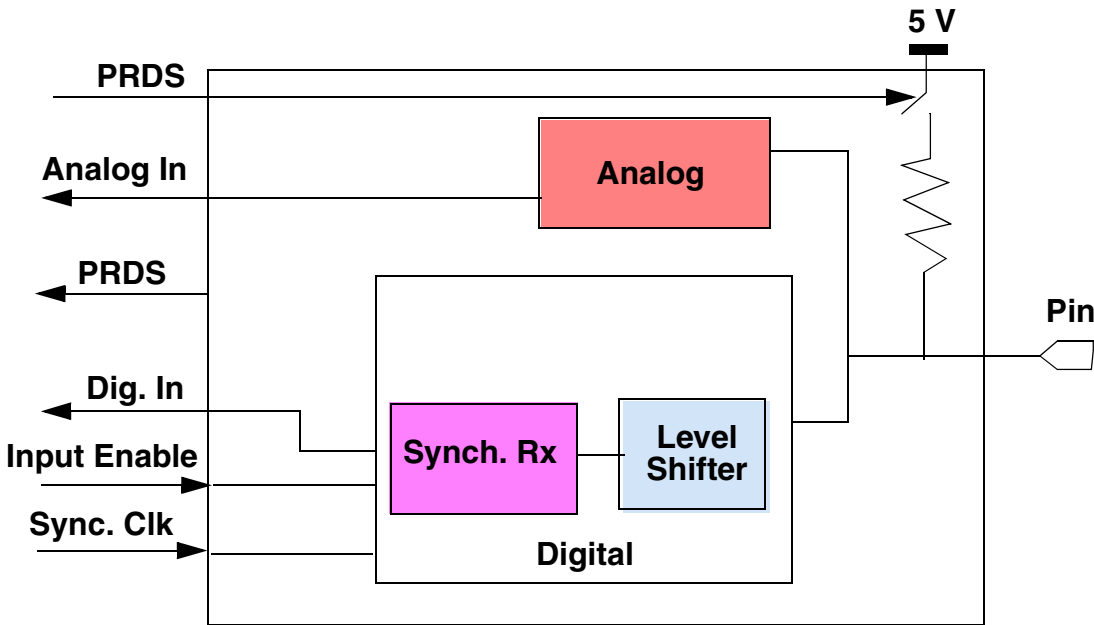 5 V
PRDS
Analog In
Analog
PRDS
Pin
Dig. In
Input Enable
Synch. Rx
Level
Shifter
Sync. Clk
Digital